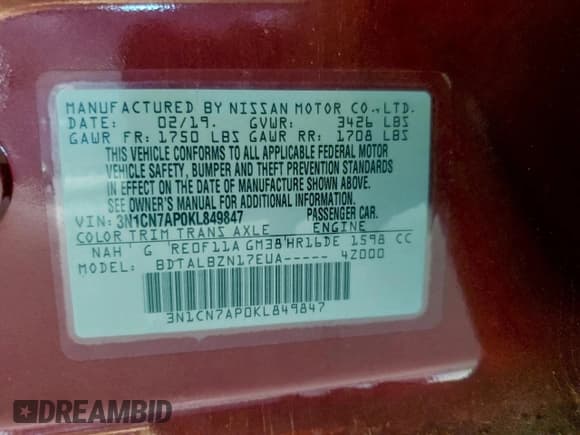 MANUFACTURED BY NISSAN MOTOR CO.,LTD.
DATE: 02/19. GVWR: 3426 LBS
GAWR FR: 1750 LBS GAWR RR: 1708 LBS
THIS VEHICLE CONFORMS TO ALL APPLICABLE FEDERAL MOTOR
VEHICLE SAFETY, BUMPER AND THEFT PREVENTION STANDARDS
IN EFFECT ON THE DATE OF MANUFACTURE SHOWN ABOVE.
SEE OWNER'S MANUAL FOR ADDITIONAL INFORMATION.
VIN: 3N1CN7AP0KL849847 PASSENGER CAR.
COLOR TRIM TRANS AXLE ENGINE
NAH G RE0F11A GM38 HR16DE 1598 CC
MODEL: BDTALBZN17EUA----- 4Z000
3N1CN7AP0KL849847
DREAMBID